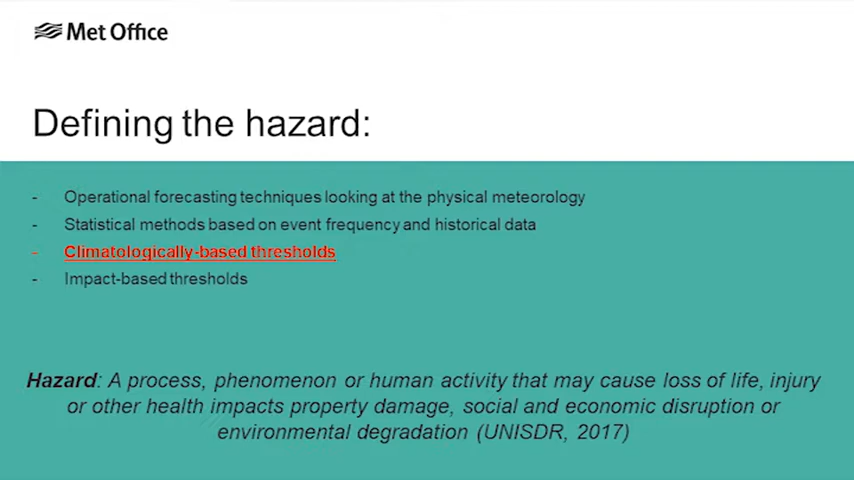 Met Office
Defining the hazard:
- Operational forecasting techniques looking at the physical meteorology
- Statistical methods based on event frequency and historical data
- Climatologically-based thresholds
- Impact-based thresholds
Hazard: A process, phenomenon or human activity that may cause loss of life, injury
or other health impacts property damage, social and economic disruption or
environmental degradation (UNISDR, 2017)